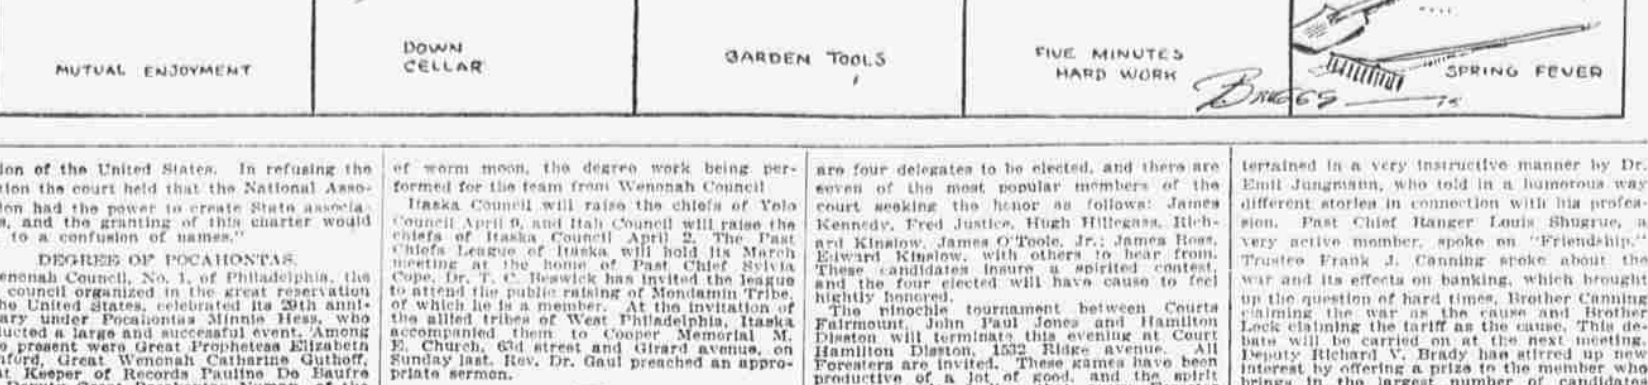 MUTUAL ENJOYMENT
DOWN
CELLAR
GARDEN TOOLS
FIVE MINUTES
HARD WORK
BRIGGS
SPRING FEVER
ion of the United States. In refusing the
tion the court held that the National Asso-
ion had the power to create State associa-
s, and the granting of this charter would
to a confusion of names."
DEGREE OF POCAHONTAS.
enonah Council, No. 1, of Philadelphia, the
council organized in the great reservation
he United States, celebrated its 29th anni-
ary under Pocahontas Minnie Hess, who
ducted a large and successful event. Among
e present were Great Prophetess Elizabeth
nford, Great Wenonah Catharine Guthoff,
at Keeper of Records Pauline De Baufre
of the
of worm moon, the degree work being per-
formed for the team from Wenonah Council
Itaska Council will raise the chiefs of Yolo
Council April 9, and Itah Council will raise the
chiefs of Itaska Council April 2. The Past
Chiefs League of Itaska will hold its March
meeting at the home of Past Chief Sylvia
Cope. Dr. T. C. Beswick has invited the league
to attend the public raising of Mondamin Tribe,
of which he is a member. At the invitation of
the allied tribes of West Philadelphia, Itaska
accompanied them to Cooper Memorial M.
E. Church, 63d street and Girard avenue, on
Sunday last. Rev. Dr. Gaul preached an appro-
priate sermon.
are four delegates to be elected, and there are
seven of the most popular members of the
court seeking the honor as follows: James
Kennedy, Fred Justice, Hugh Hillegass, Rich-
ard Kinslow, James O'Toole, Jr.; James Ross,
Edward Kinslow, with others to hear from.
These candidates insure a spirited contest,
and the four elected will have cause to feel
hightly honored.
The pinochle tournament between Courts
Fairmount, John Paul Jones and Hamilton
Disston will terminate this evening at Court
Hamilton Disston, 1532 Ridge avenue. All
Foresters are invited. These games have been
productive of a lot of good, and the spirit
tertained in a very instructive manner by Dr.
Emil Jungmann, who told in a humorous way
different stories in connection with his profes-
sion. Past Chief Ranger Louis Shugrue, a
very active member, spoke on "Friendship."
Trustee Frank J. Canning spoke about the
war and its effects on banking, which brought
up the question of hard times, Brother Canning
claiming the war as the cause and Brother
Lock claiming the tariff as the cause. This de-
bate will be carried on at the next meeting.
Deputy Richard V. Brady has stirred up new
interest by offering a prize to the member who
brings in the largest number of candidates